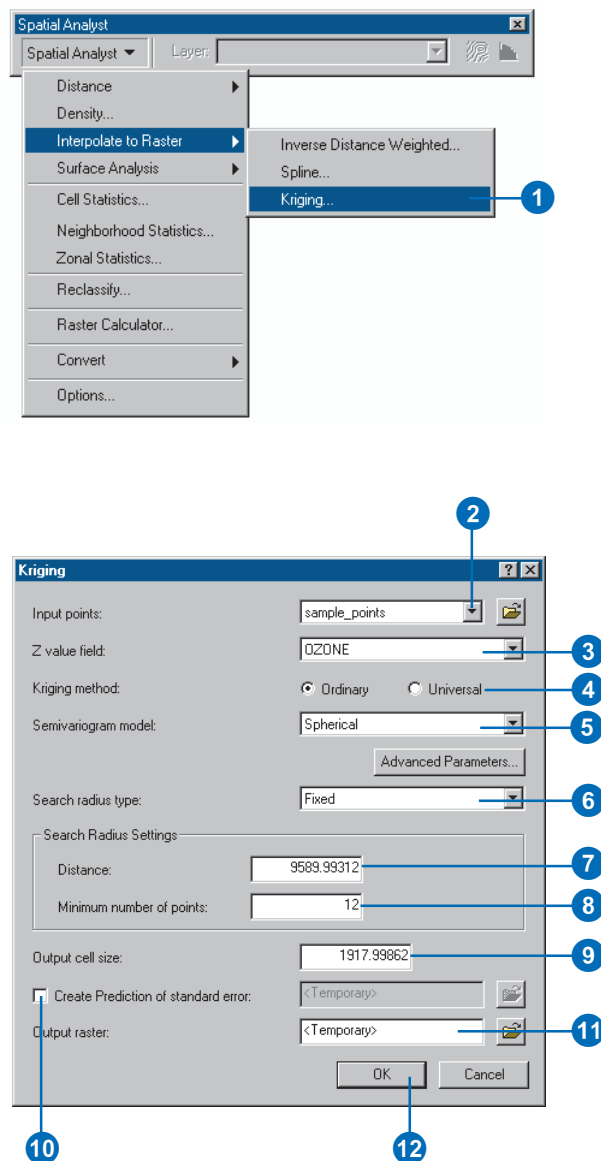 Spatial Analyst
Spatial Analyst Layer:
Distance
Density...
Interpolate to Raster
Surface Analysis
Cell Statistics...
Neighborhood Statistics...
Zonal Statistics...
Reclassify...
Raster Calculator...
Convert
Options...
Inverse Distance Weighted...
Spline...
Kriging... 1
2
Kriging
Input points: sample_points
Z value field: OZONE 3
Kriging method: Ordinary Universal 4
Semivariogram model: Spherical 5
Advanced Parameters...
Search radius type: Fixed 6
Search Radius Settings
Distance: 9589.99312 7
Minimum number of points: 12 8
Output cell size: 1917.99862 9
Create Prediction of standard error: <Temporary>
Output raster: <Temporary> 11
OK Cancel
10 12